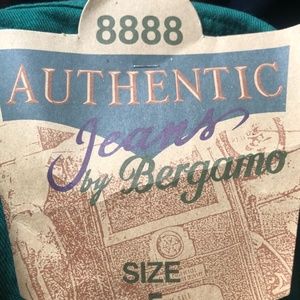 8888
AUTHENTIC
Jeans
by Bergamo
SIZE